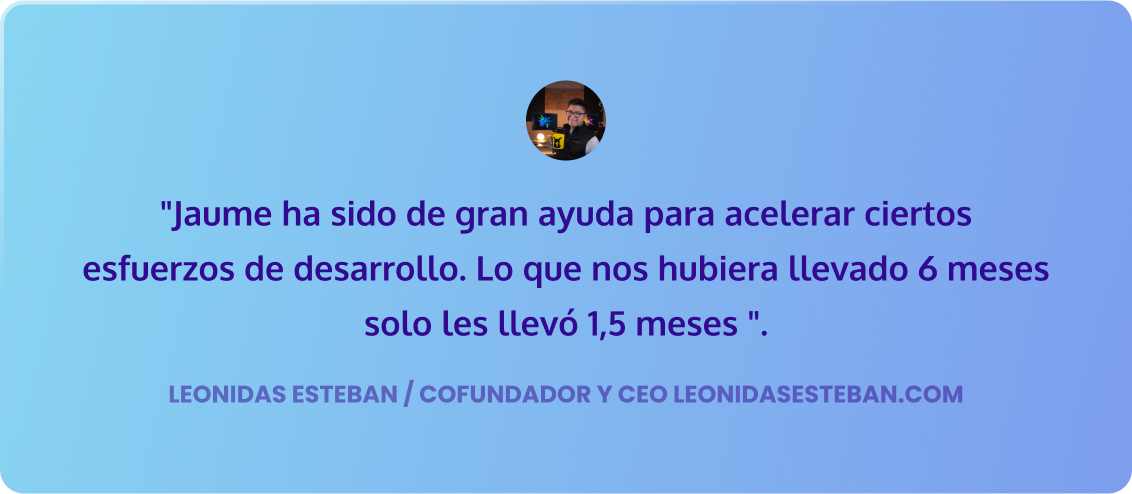 "Jaume ha sido de gran ayuda para acelerar ciertos
esfuerzos de desarrollo. Lo que nos hubiera llevado 6 meses
solo les llevó 1,5 meses ".
LEONIDAS ESTEBAN / COFUNDADOR Y CEO LEONIDASESTEBAN.COM